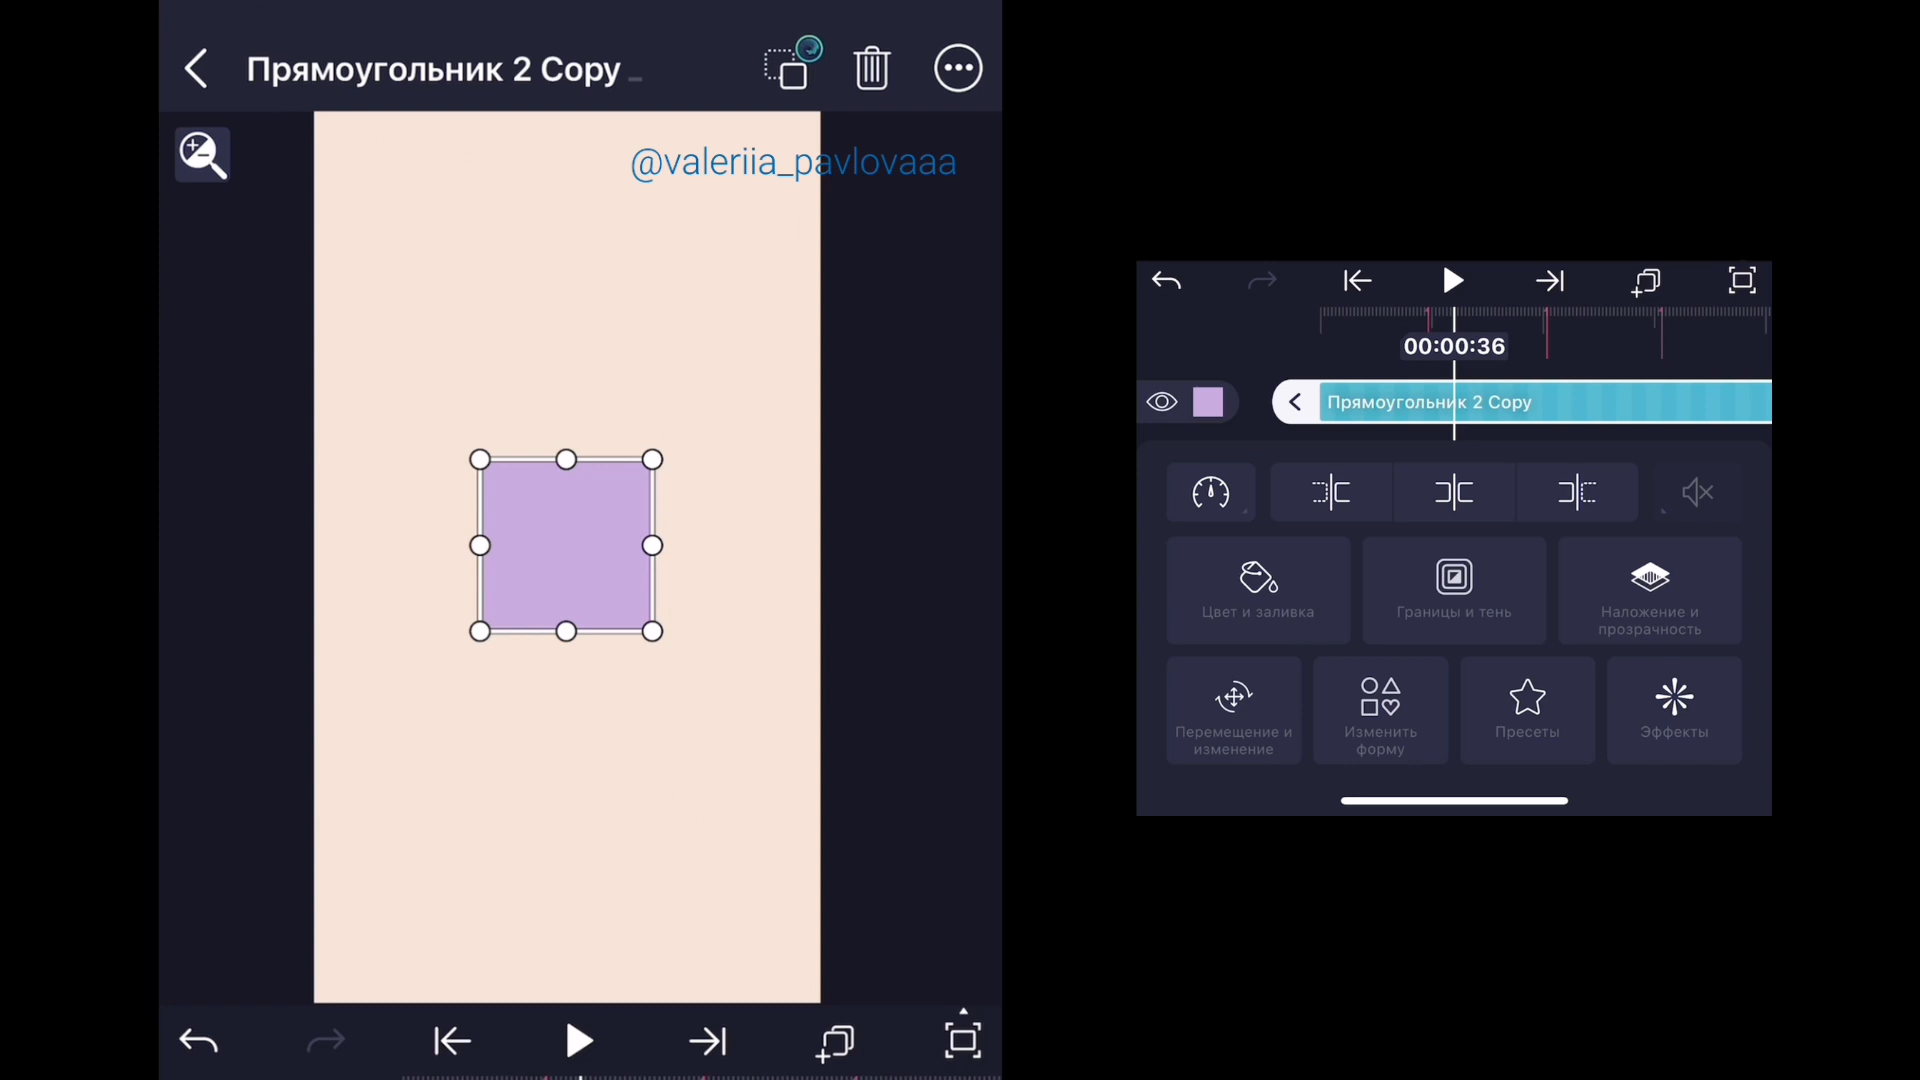 Прямоугольник 2 Copy
@valeriia_pavlovaaa
00:00:36
Прямоугольник 2 Copy
Цвет и заливка
Границы и тень
Наложение и
прозрачность
Перемещение и
изменение
Изменить
форму
Пресеты
Эффекты